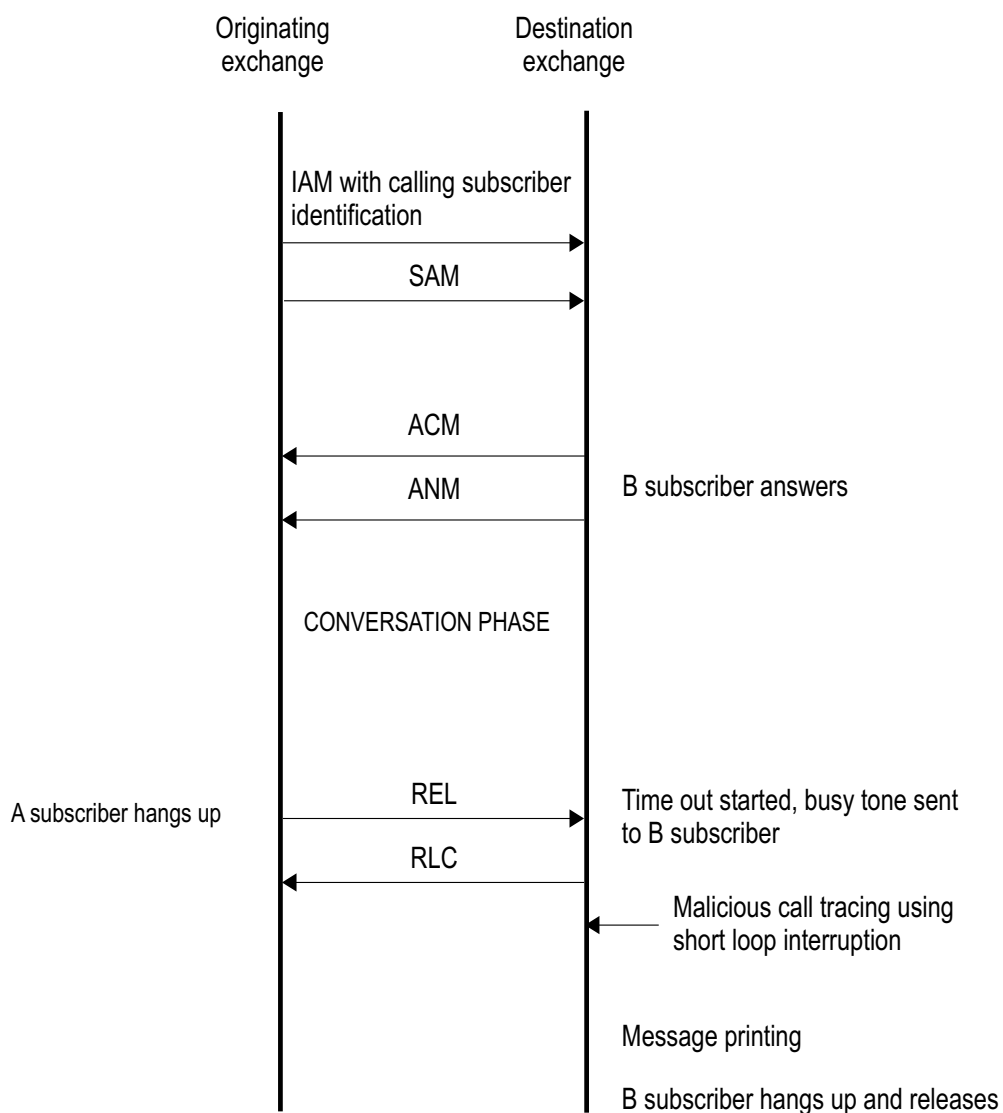 Originating
exchange
Destination
exchange
IAM with calling subscriber
identification
SAM
ACM
ANM
B subscriber answers
CONVERSATION PHASE
A subscriber hangs up
REL
Time out started, busy tone sent
to B subscriber
RLC
Malicious call tracing using
short loop interruption
Message printing
B subscriber hangs up and releases